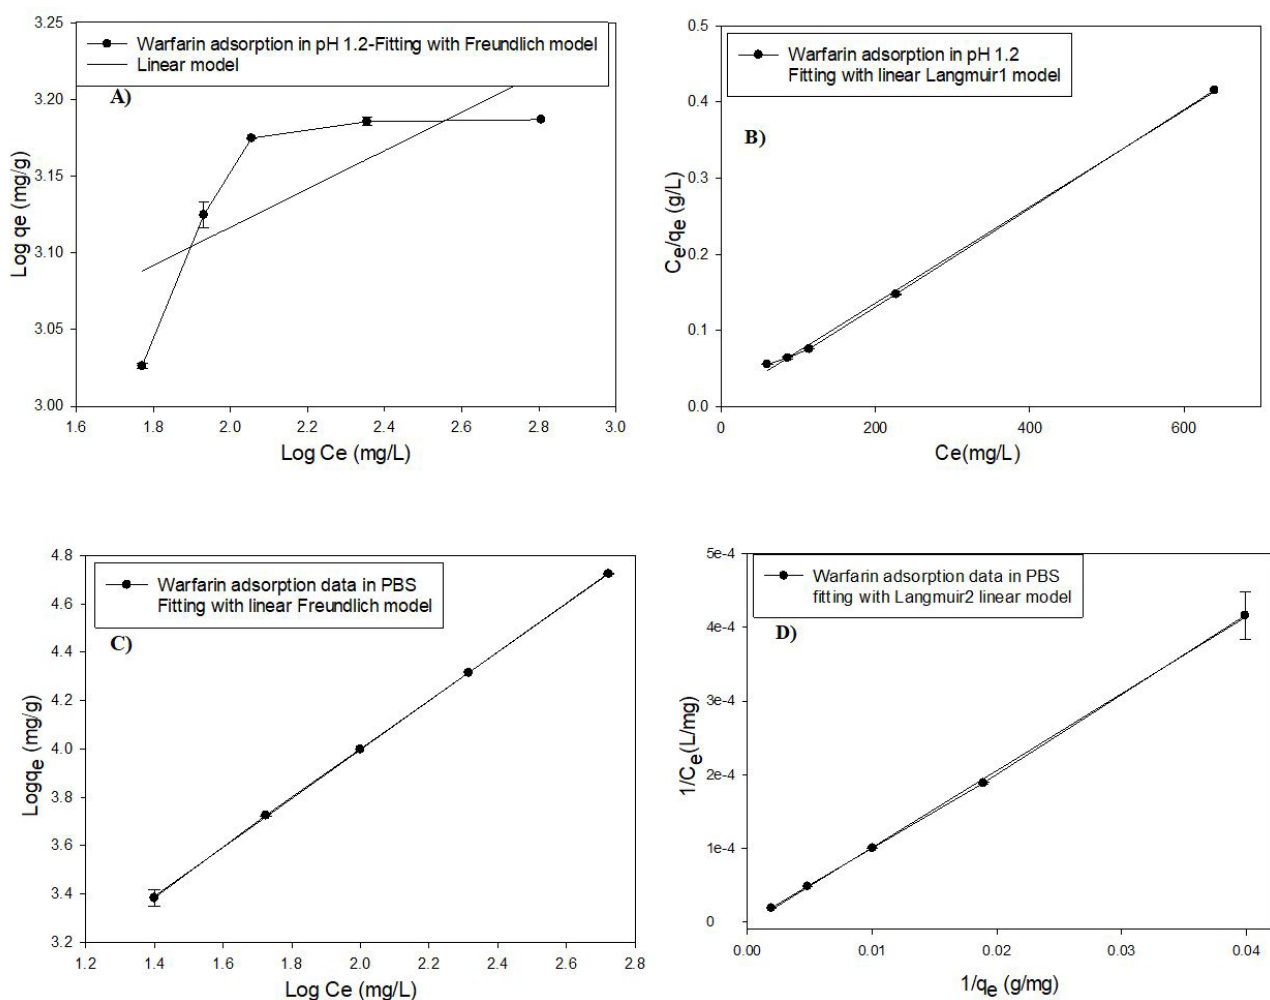 Warfarin adsorption in pH 1.2-Fitting with Freundlich model
Linear model
A)
Log qe (mg/g)
3.25
3.20
3.15
3.10
3.05
3.00
1.6 1.8 2.0 2.2 2.4 2.6 2.8 3.0
Log Ce (mg/L)
Warfarin adsorption in pH 1.2
Fitting with linear Langmuir1 model
B)
Ce/qe (g/L)
0.5
0.4
0.3
0.2
0.1
0.0
0 200 400 600
Ce(mg/L)
Warfarin adsorption data in PBS
Fitting with linear Freundlich model
C)
Logqe (mg/g)
4.8
4.6
4.4
4.2
4.0
3.8
3.6
3.4
3.2
1.2 1.4 1.6 1.8 2.0 2.2 2.4 2.6 2.8
Log Ce (mg/L)
Warfarin adsorption data in PBS
fitting with Langmuir2 linear model
D)
1/Ce(L/mg)
5e-4
4e-4
3e-4
2e-4
1e-4
0
0.00 0.01 0.02 0.03 0.04
1/qe (g/mg)